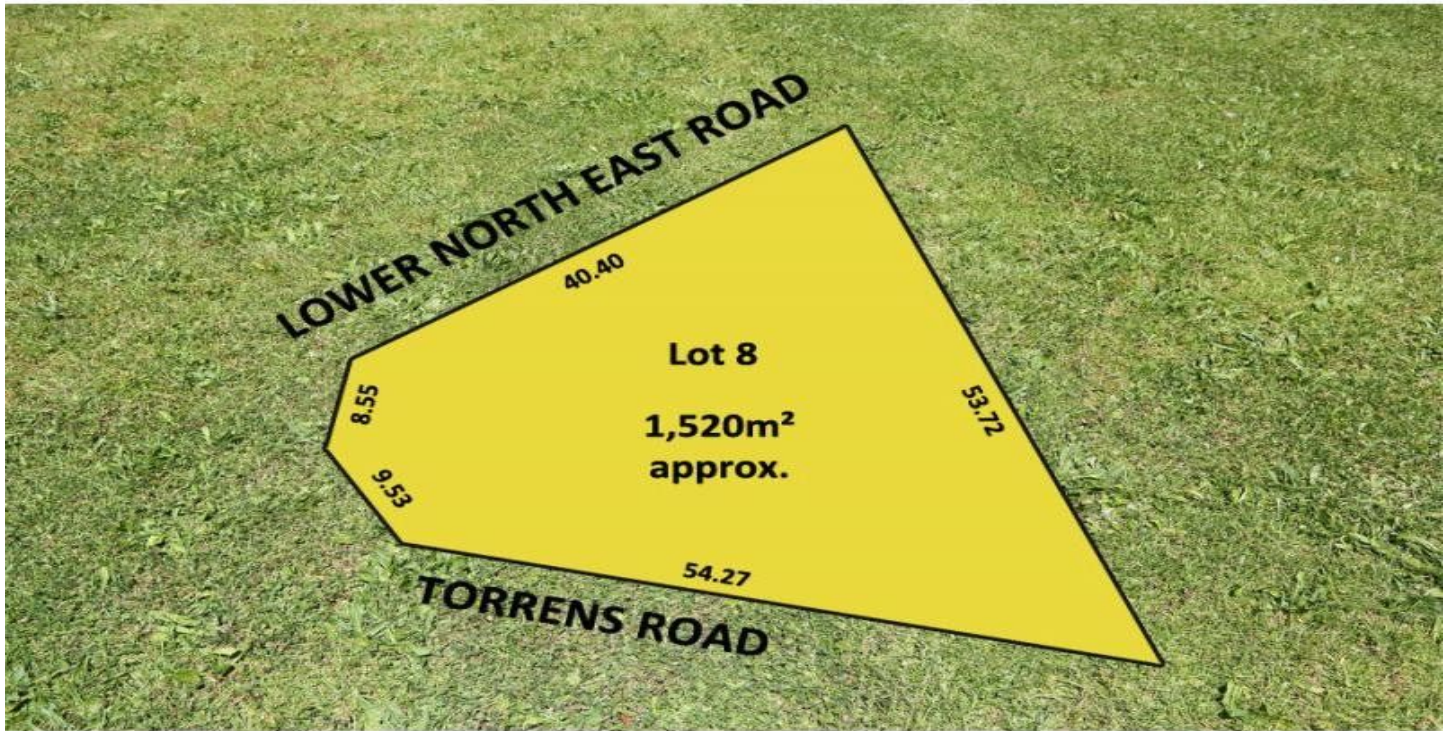 LOWER NORTH EAST ROAD
40.40
8.55
Lot 8
1,520m²
approx.
53.72
9.53
54.27
TORRENS ROAD